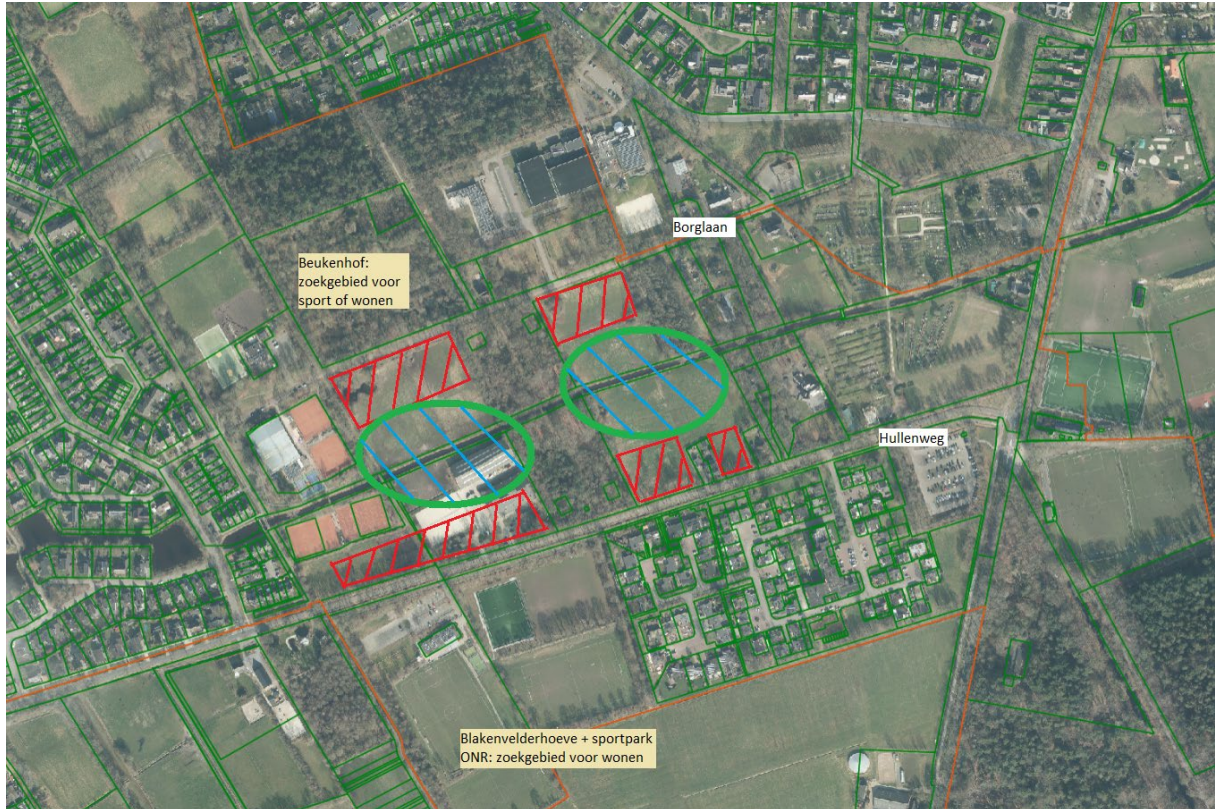 Borglaan
Beukenhof:
zoekgebied voor
sport of wonen
Hullenweg
Blakenvelderhoeve + sportpark
ONR: zoekgebied voor wonen